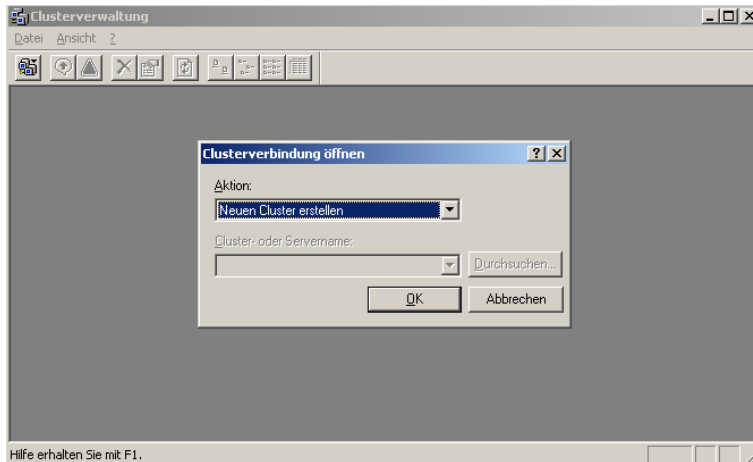 Clusterverwaltung
Datei Ansicht ?
Clusterverbindung öffnen
Aktion:
Neuen Cluster erstellen
Cluster- oder Servername:
Durchsuchen...
OK
Abbrechen
Hilfe erhalten Sie mit F1.